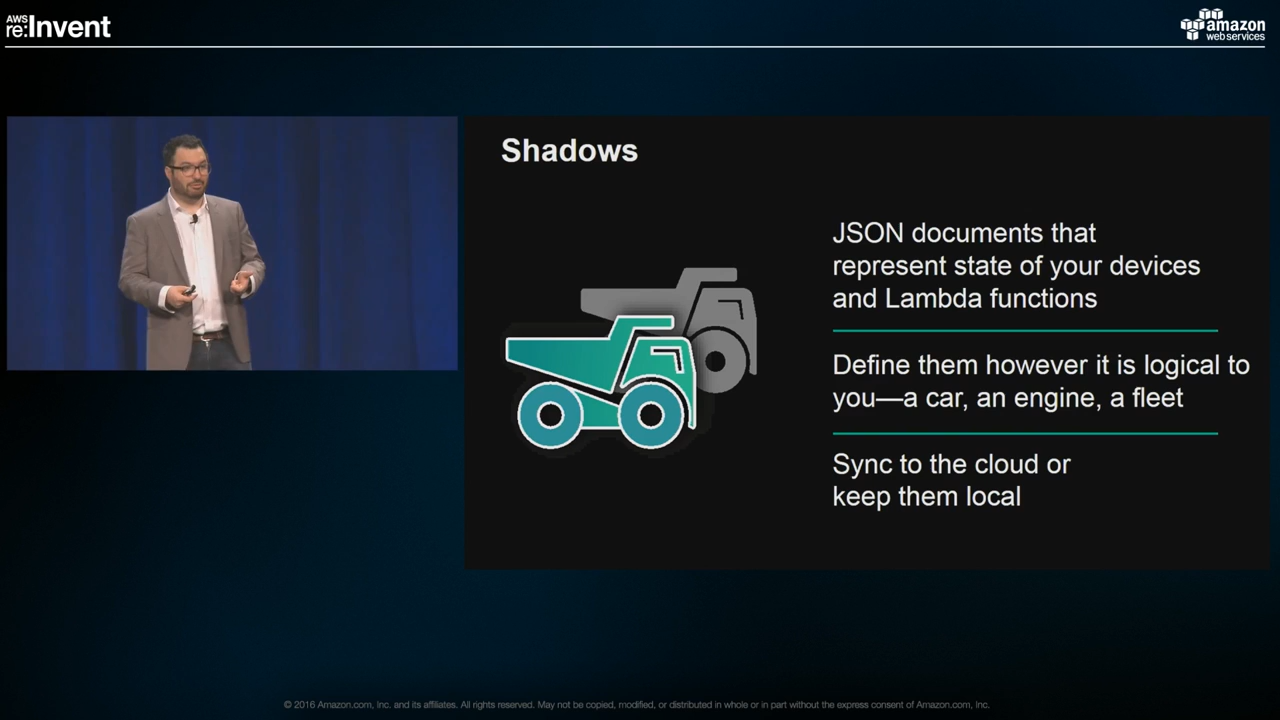 AWS
re:Invent
amazon
web services
Shadows
JSON documents that
represent state of your devices
and Lambda functions
Define them however it is logical to
you—a car, an engine, a fleet
Sync to the cloud or
keep them local
© 2016 Amazon.com, Inc. and its affiliates. All rights reserved. May not be copied, modified, or distributed in whole or in part without the express consent of Amazon.com, Inc.